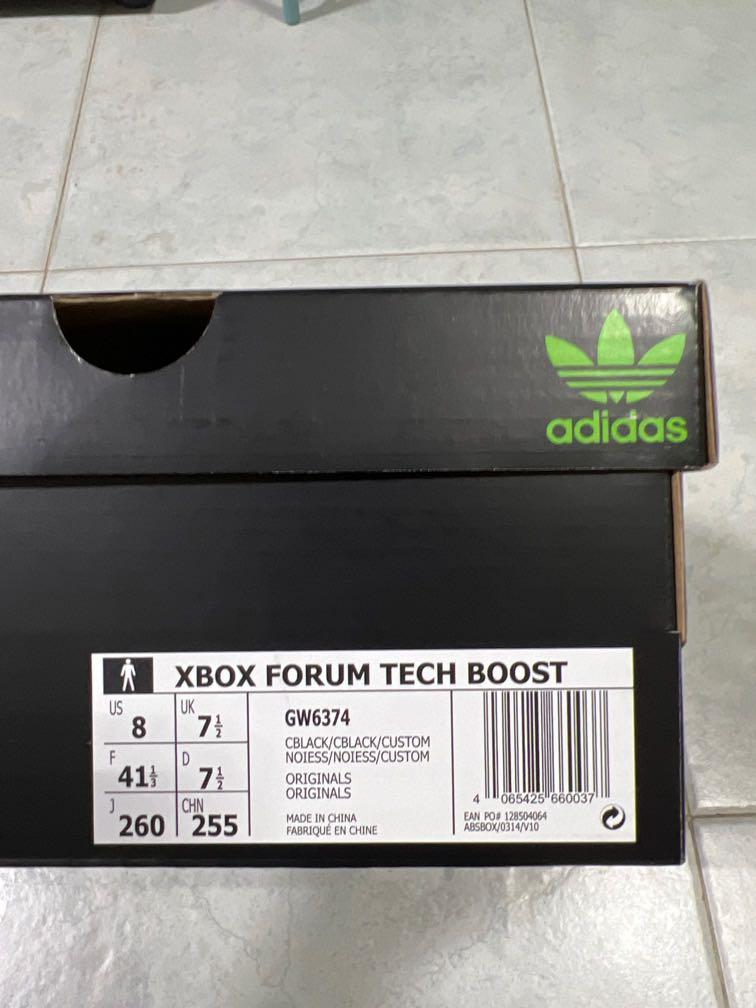 adidas
XBOX FORUM TECH BOOST
US
8
UK
7½
F
41⅓
D
7½
J
260
CHN
255
GW6374
CBLACK/CBLACK/CUSTOM
NOIESS/NOIESS/CUSTOM
ORIGINALS
ORIGINALS
MADE IN CHINA
FABRIQUÉ EN CHINE
4 065425 660037
EAN PO# 128504064
ABSBOX/0314/V10